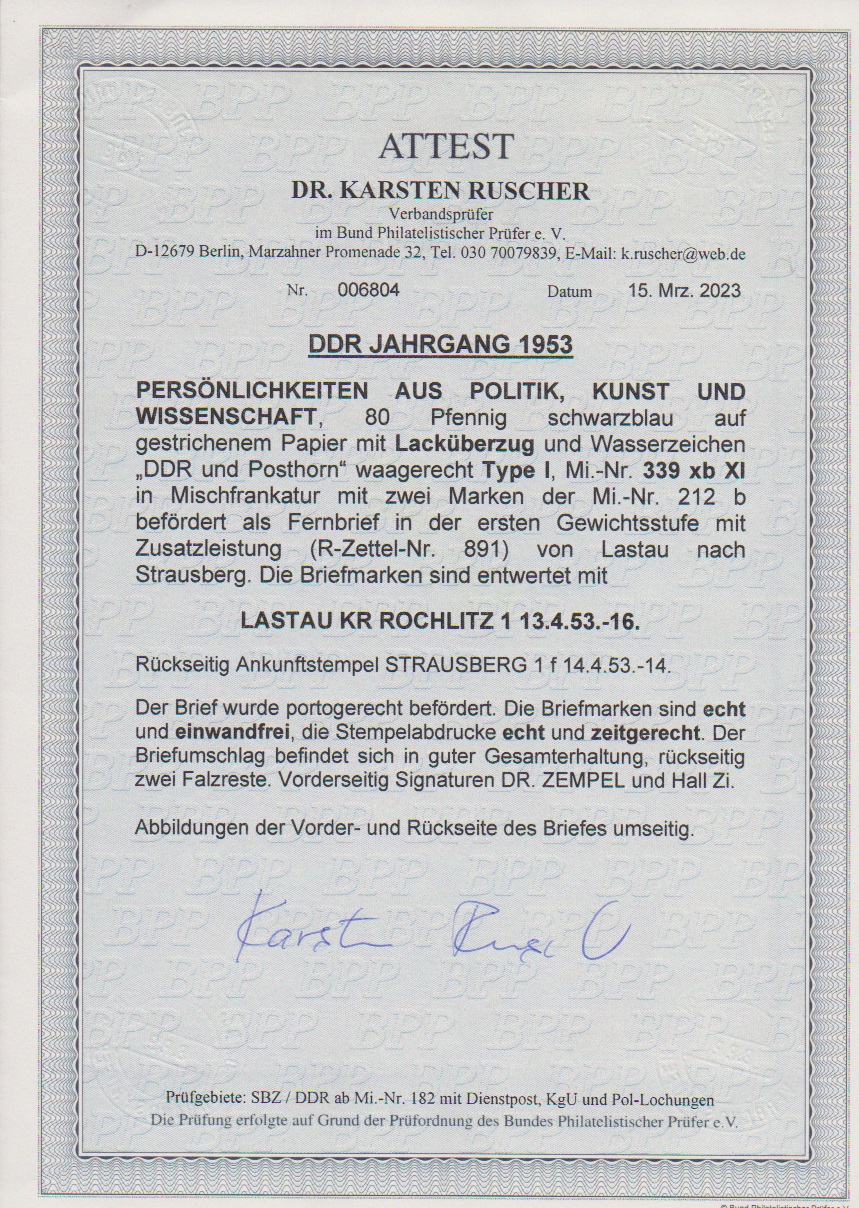 ATTEST
DR. KARSTEN RUSCHER
Verbandsprüfer
im Bund Philatelistischer Prüfer e. V.
D-12679 Berlin, Marzahner Promenade 32, Tel. 030 70079839, E-Mail: k.ruscher@web.de
Nr. 006804 Datum 15. Mrz. 2023
DDR JAHRGANG 1953
PERSÖNLICHKEITEN AUS POLITIK, KUNST UND
WISSENSCHAFT, 80 Pfennig schwarzblau auf
gestrichenem Papier mit Lacküberzug und Wasserzeichen
„DDR und Posthorn“ waagerecht Type I, Mi.-Nr. 339 xb XI
in Mischfrankatur mit zwei Marken der Mi.-Nr. 212 b
befördert als Fernbrief in der ersten Gewichtsstufe mit
Zusatzleistung (R-Zettel-Nr. 891) von Lastau nach
Strausberg. Die Briefmarken sind entwertet mit
LASTAU KR ROCHLITZ 1 13.4.53.-16.
Rückseitig Ankunftstempel STRAUSBERG 1 f 14.4.53.-14.
Der Brief wurde portogerecht befördert. Die Briefmarken sind echt
und einwandfrei, die Stempelabdrucke echt und zeitgerecht. Der
Briefumschlag befindet sich in guter Gesamterhaltung, rückseitig
zwei Falzreste. Vorderseitig Signaturen DR. ZEMPEL und Hall Zi.
Abbildungen der Vorder- und Rückseite des Briefes umseitig.
Prüfgebiete: SBZ / DDR ab Mi.-Nr. 182 mit Dienstpost, KgU und Pol-Lochungen
Die Prüfung erfolgte auf Grund der Prüfordnung des Bundes Philatelistischer Prüfer e.V.